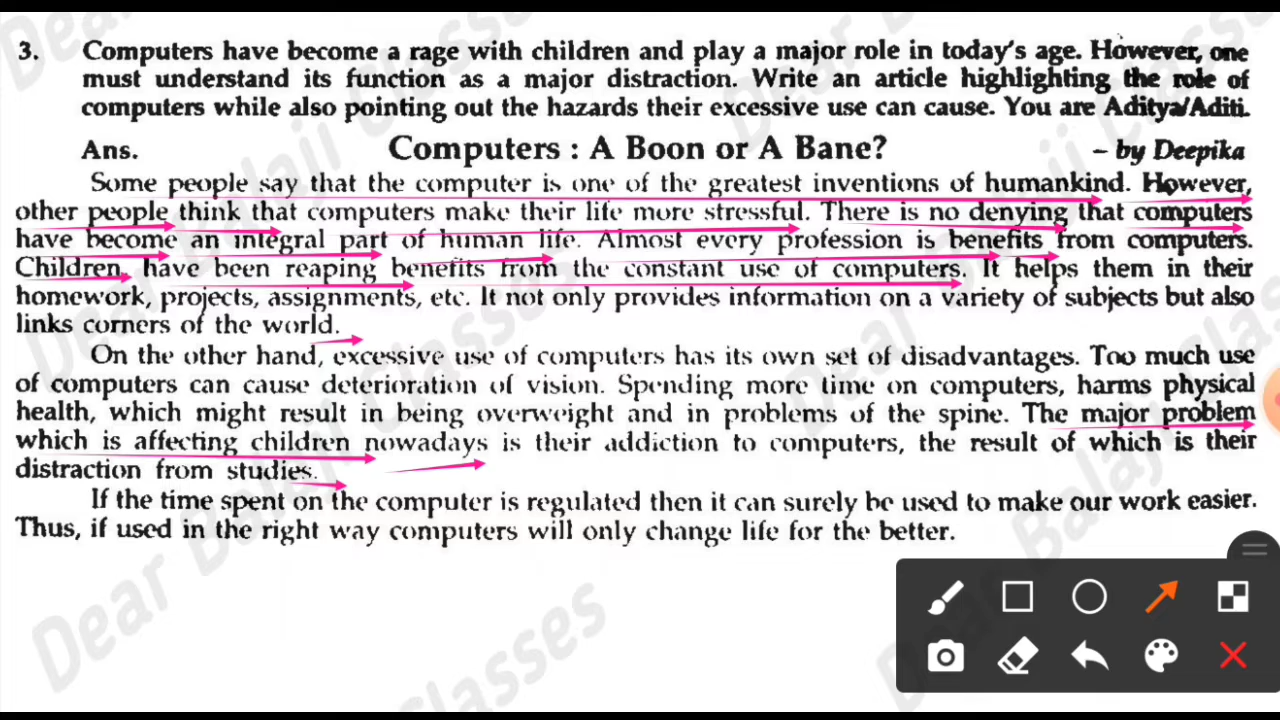 3. Computers have become a rage with children and play a major role in today's age. However, one
must understand its function as a major distraction. Write an article highlighting the role of
computers while also pointing out the hazards their excessive use can cause. You are Aditya/Aditi.
Ans. Computers : A Boon or A Bane? – by Deepika
Some people say that the computer is one of the greatest inventions of humankind. However,
other people think that computers make their life more stressful. There is no denying that computers
have become an integral part of human life. Almost every profession is benefits from computers.
Children, have been reaping benefits from the constant use of computers. It helps them in their
homework, projects, assignments, etc. It not only provides information on a variety of subjects but also
links corners of the world.
On the other hand, excessive use of computers has its own set of disadvantages. Too much use
of computers can cause deterioration of vision. Spending more time on computers, harms physical
health, which might result in being overweight and in problems of the spine. The major problem
which is affecting children nowadays is their addiction to computers, the result of which is their
distraction from studies.
If the time spent on the computer is regulated then it can surely be used to make our work easier.
Thus, if used in the right way computers will only change life for the better.
Dear Balaji Classes